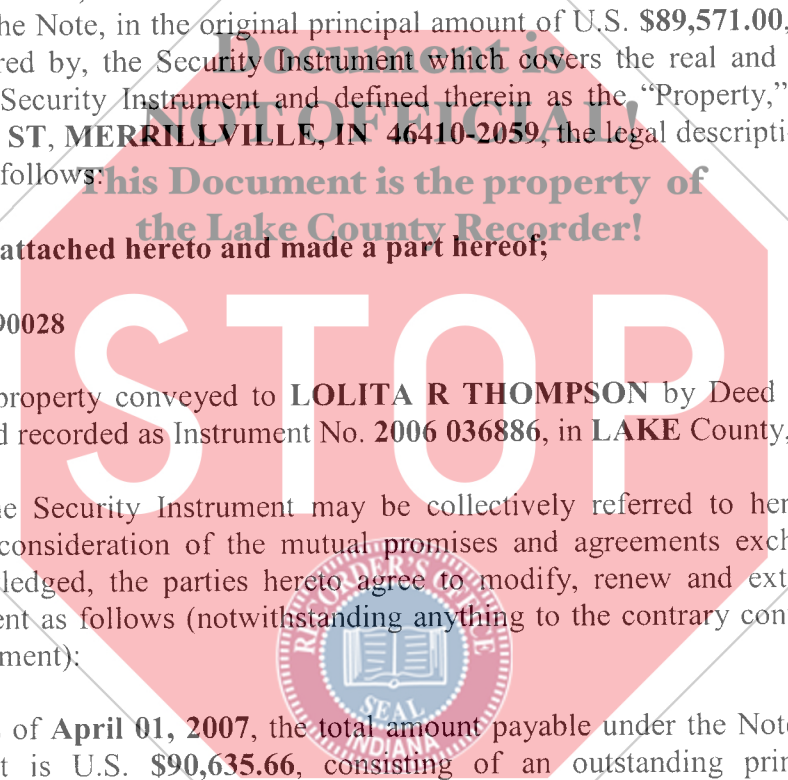 he Note, in the original principal amount of U.S. $89,571.00,
red by, the Security Instrument which covers the real and
Document is
Security Instrument and defined therein as the "Property,"
NOT OFFICIAL!
ST, MERRILLVILLE, IN 46410-2059, the legal descripti
follows:
This Document is the property of
the Lake County Recorder!
attached hereto and made a part hereof;
90028
STOP
property conveyed to LOLITA R THOMPSON by Deed
d recorded as Instrument No. 2006 036886, in LAKE County,
e Security Instrument may be collectively referred to her
consideration of the mutual promises and agreements exch
ledged, the parties hereto agree to modify, renew and ext
ent as follows (notwithstanding anything to the contrary con
ment):
RECORDER'S OFFICE
SEAL
INDIANA
s of April 01, 2007, the total amount payable under the Note
t is U.S. $90,635.66, consisting of an outstanding prin